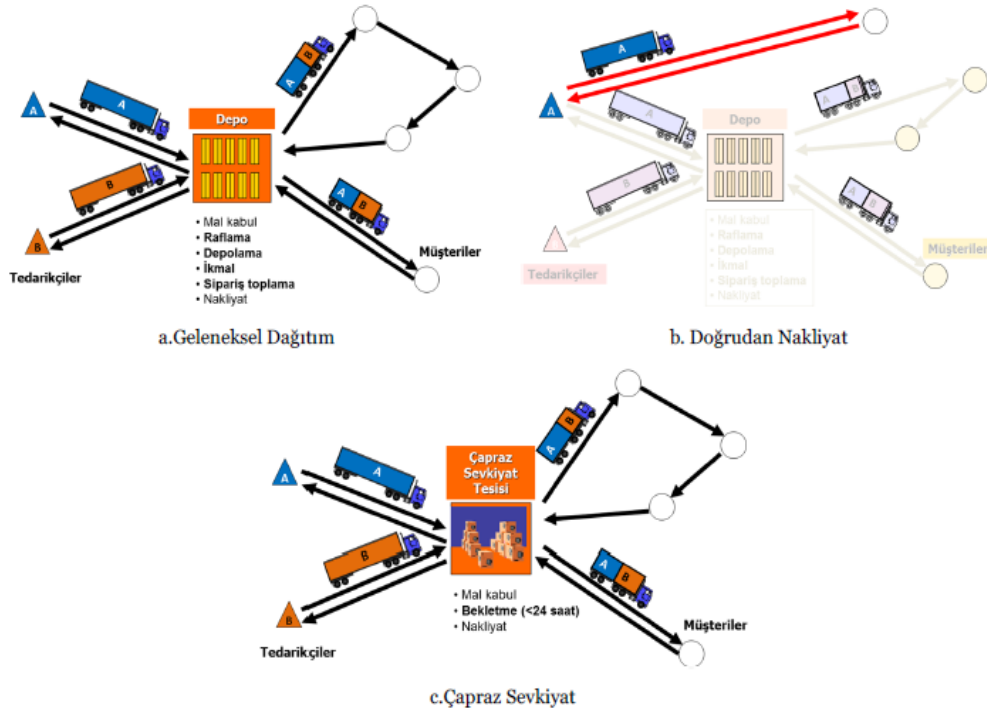 A
B
A
Depo
A
B
A
B
B
Tedarikçiler
Müşteriler
• Mal kabul
• Raflama
• Depolama
• İkmal
• Sipariş toplama
• Nakliyat
a.Geleneksel Dağıtım
A
A
A
B
A
Depo
B
A
B
Tedarikçiler
Müşteriler
• Mal kabul
• Raflama
• Depolama
• İkmal
• Sipariş toplama
• Nakliyat
b. Doğrudan Nakliyat
B
A
A
A
Çapraz
Sevkiyat
Tesisi
B
A
B
B
Tedarikçiler
Müşteriler
• Mal kabul
• Bekletme (<24 saat)
• Nakliyat
c.Çapraz Sevkiyat